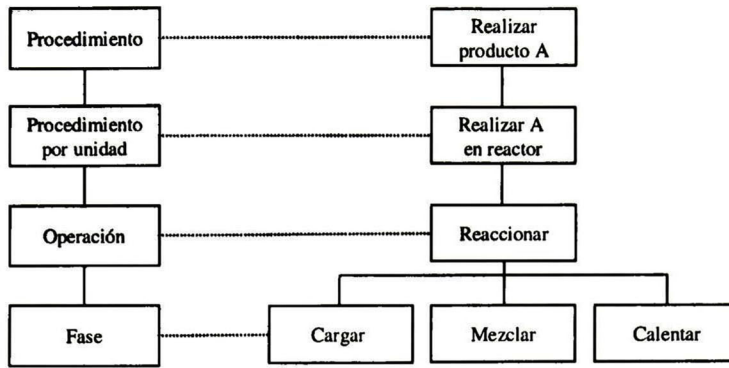 Procedimiento
Realizar
producto A
Procedimiento
por unidad
Realizar A
en reactor
Operación
Reaccionar
Fase
Cargar
Mezclar
Calentar